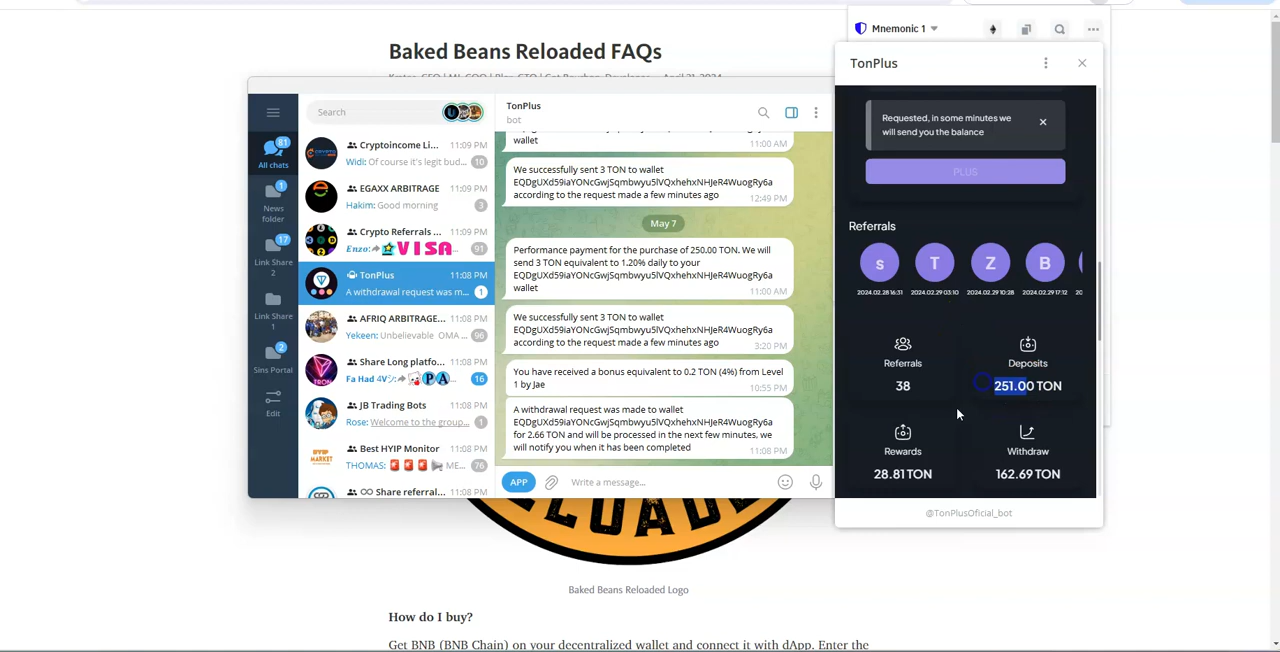 Baked Beans Reloaded FAQs
Mnemonic 1
TonPlus
Search
81
All chats
1
News
folder
17
Link Share
2
Link Share
1
2
Sins Portal
Edit
Cryptoincome Li... 11:09 PM
Widi: Of course it's legit bud... 10
EGAXX ARBITRAGE 11:09 PM
Hakim: Good morning 3
Crypto Referrals ... 11:09 PM
Enzo: VISA 91
TonPlus 11:08 PM
A withdrawal request was m... 1
AFRIQ ARBITRAGE... 11:08 PM
Yekeen: Unbelievable OMA ... 96
Share Long platfo... 11:08 PM
Fa Had 4V 16
JB Trading Bots 11:08 PM
Rose: Welcome to the group... 1
Best HYIP Monitor 11:08 PM
THOMAS: ME... 76
Share referral... 11:08 PM
TonPlus
bot
wallet
11:00 AM
We successfully sent 3 TON to wallet
EQDgUXd59iaYONcGwjSqmbwyu5lVQxhehxNHJeR4WuogRy6a
according to the request made a few minutes ago
12:49 PM
May 7
Performance payment for the purchase of 250.00 TON. We will
send 3 TON equivalent to 1.20% daily to your
EQDgUXd59iaYONcGwjSqmbwyu5lVQxhehxNHJeR4WuogRy6a
wallet
11:00 AM
We successfully sent 3 TON to wallet
EQDgUXd59iaYONcGwjSqmbwyu5lVQxhehxNHJeR4WuogRy6a
according to the request made a few minutes ago
3:20 PM
You have received a bonus equivalent to 0.2 TON (4%) from Level
1 by Jae
10:55 PM
A withdrawal request was made to wallet
EQDgUXd59iaYONcGwjSqmbwyu5lVQxhehxNHJeR4WuogRy6a
for 2.66 TON and will be processed in the next few minutes, we
will notify you when it has been completed
11:08 PM
APP
Write a message...
Requested, in some minutes we
will send you the balance
PLUS
Referrals
s T Z B
2024.02.28 16:31 2024.02.29 03:10 2024.02.29 10:28 2024.02.29 17:12 20
Referrals
38
Deposits
251.00 TON
Rewards
28.81 TON
Withdraw
162.69 TON
@TonPlusOficial_bot
Baked Beans Reloaded Logo
How do I buy?
Get BNB (BNB Chain) on your decentralized wallet and connect it with dApp. Enter the